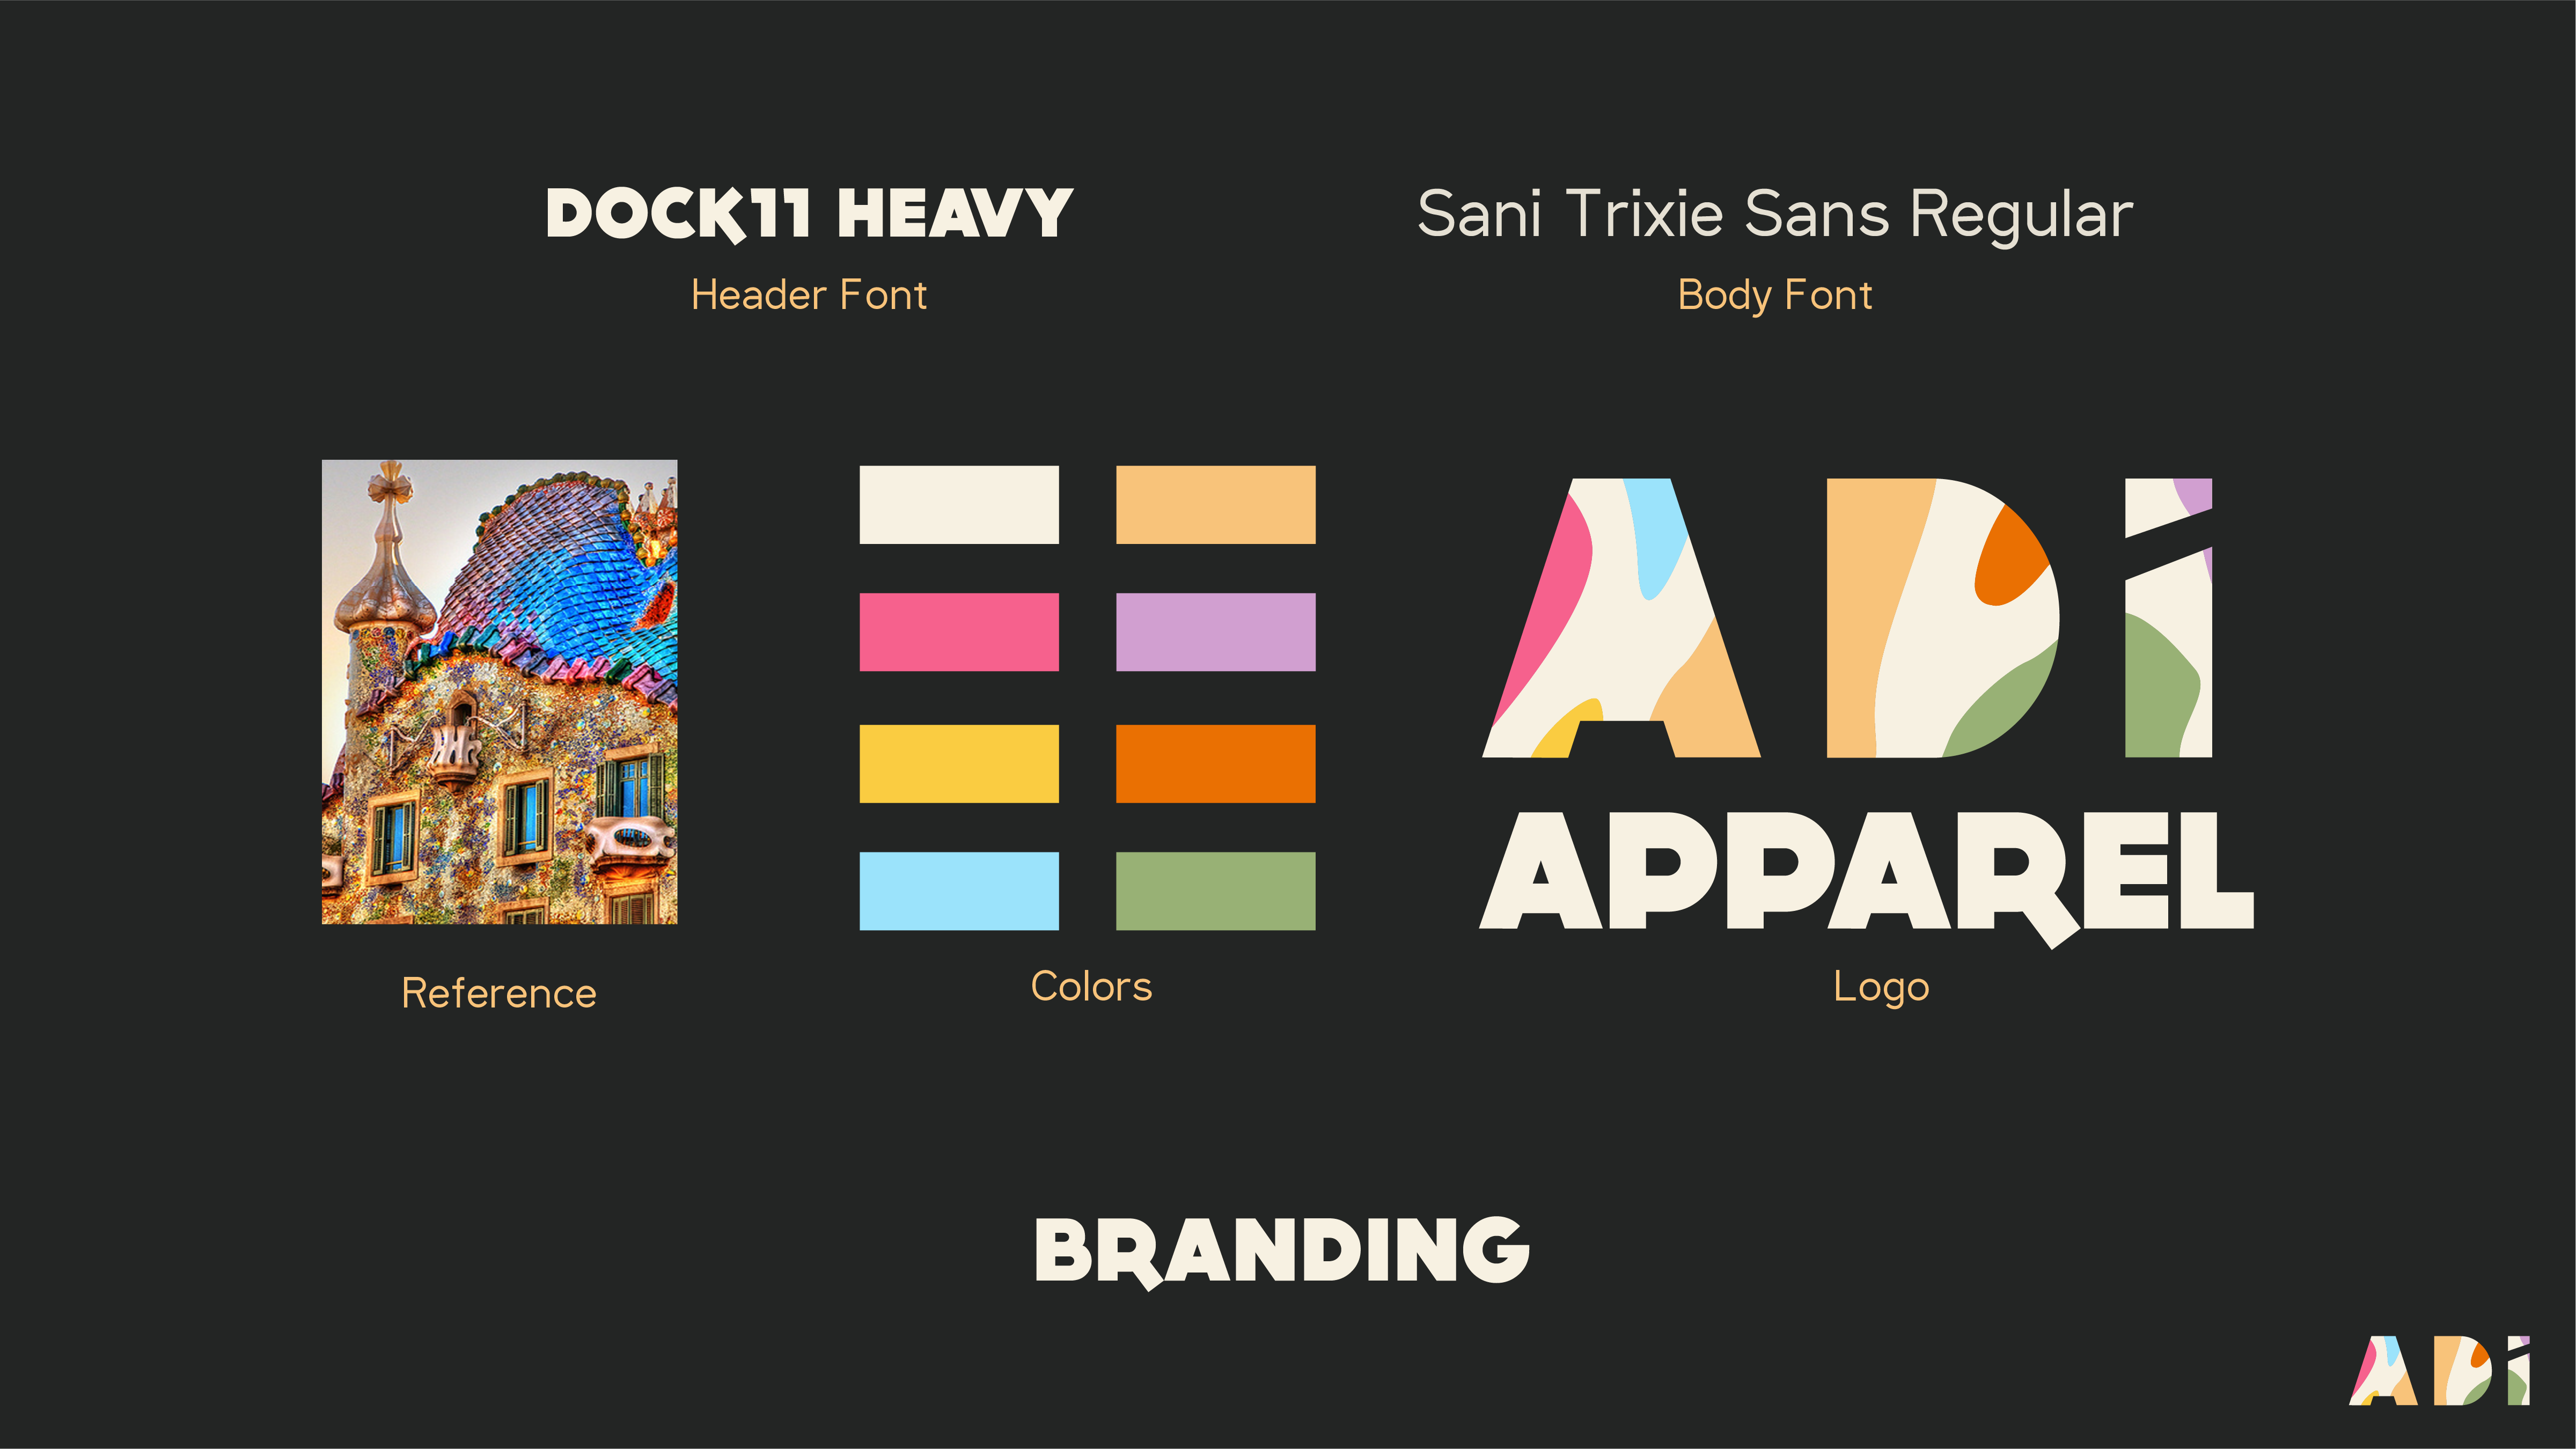 DOCK11 HEAVY
Header Font
Sani Trixie Sans Regular
Body Font
Reference
Colors
ADi
APPAREL
Logo
BRANDING
ADi